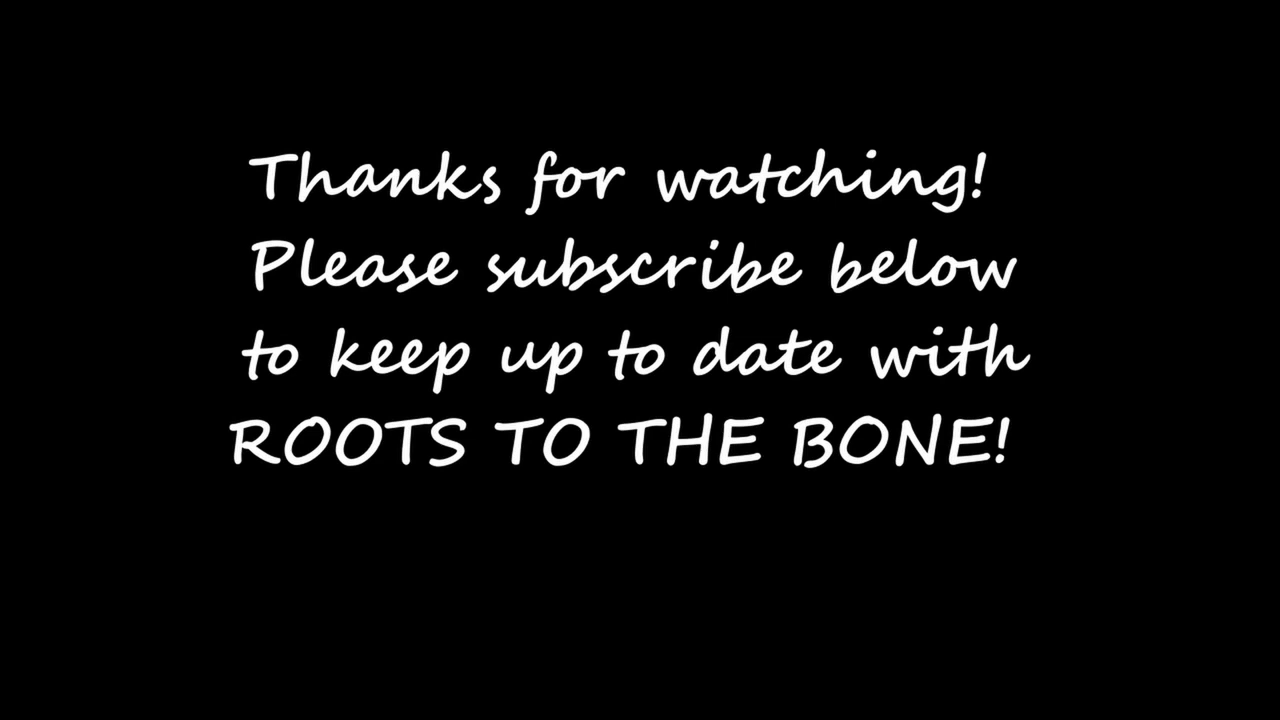 Thanks for watching!
Please subscribe below
to keep up to date with
ROOTS TO THE BONE!